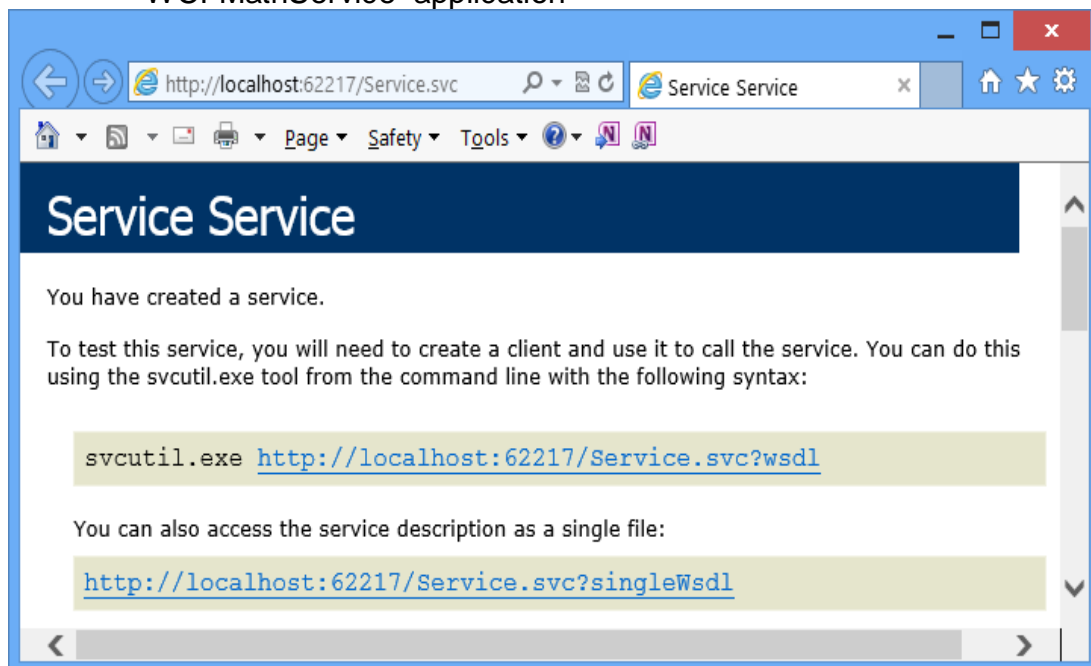 WCFMathService" application
http://localhost:62217/Service.svc
Service Service
Page Safety Tools
Service Service
You have created a service.
To test this service, you will need to create a client and use it to call the service. You can do this
using the svcutil.exe tool from the command line with the following syntax:
svcutil.exe http://localhost:62217/Service.svc?wsdl
You can also access the service description as a single file:
http://localhost:62217/Service.svc?singleWsdl